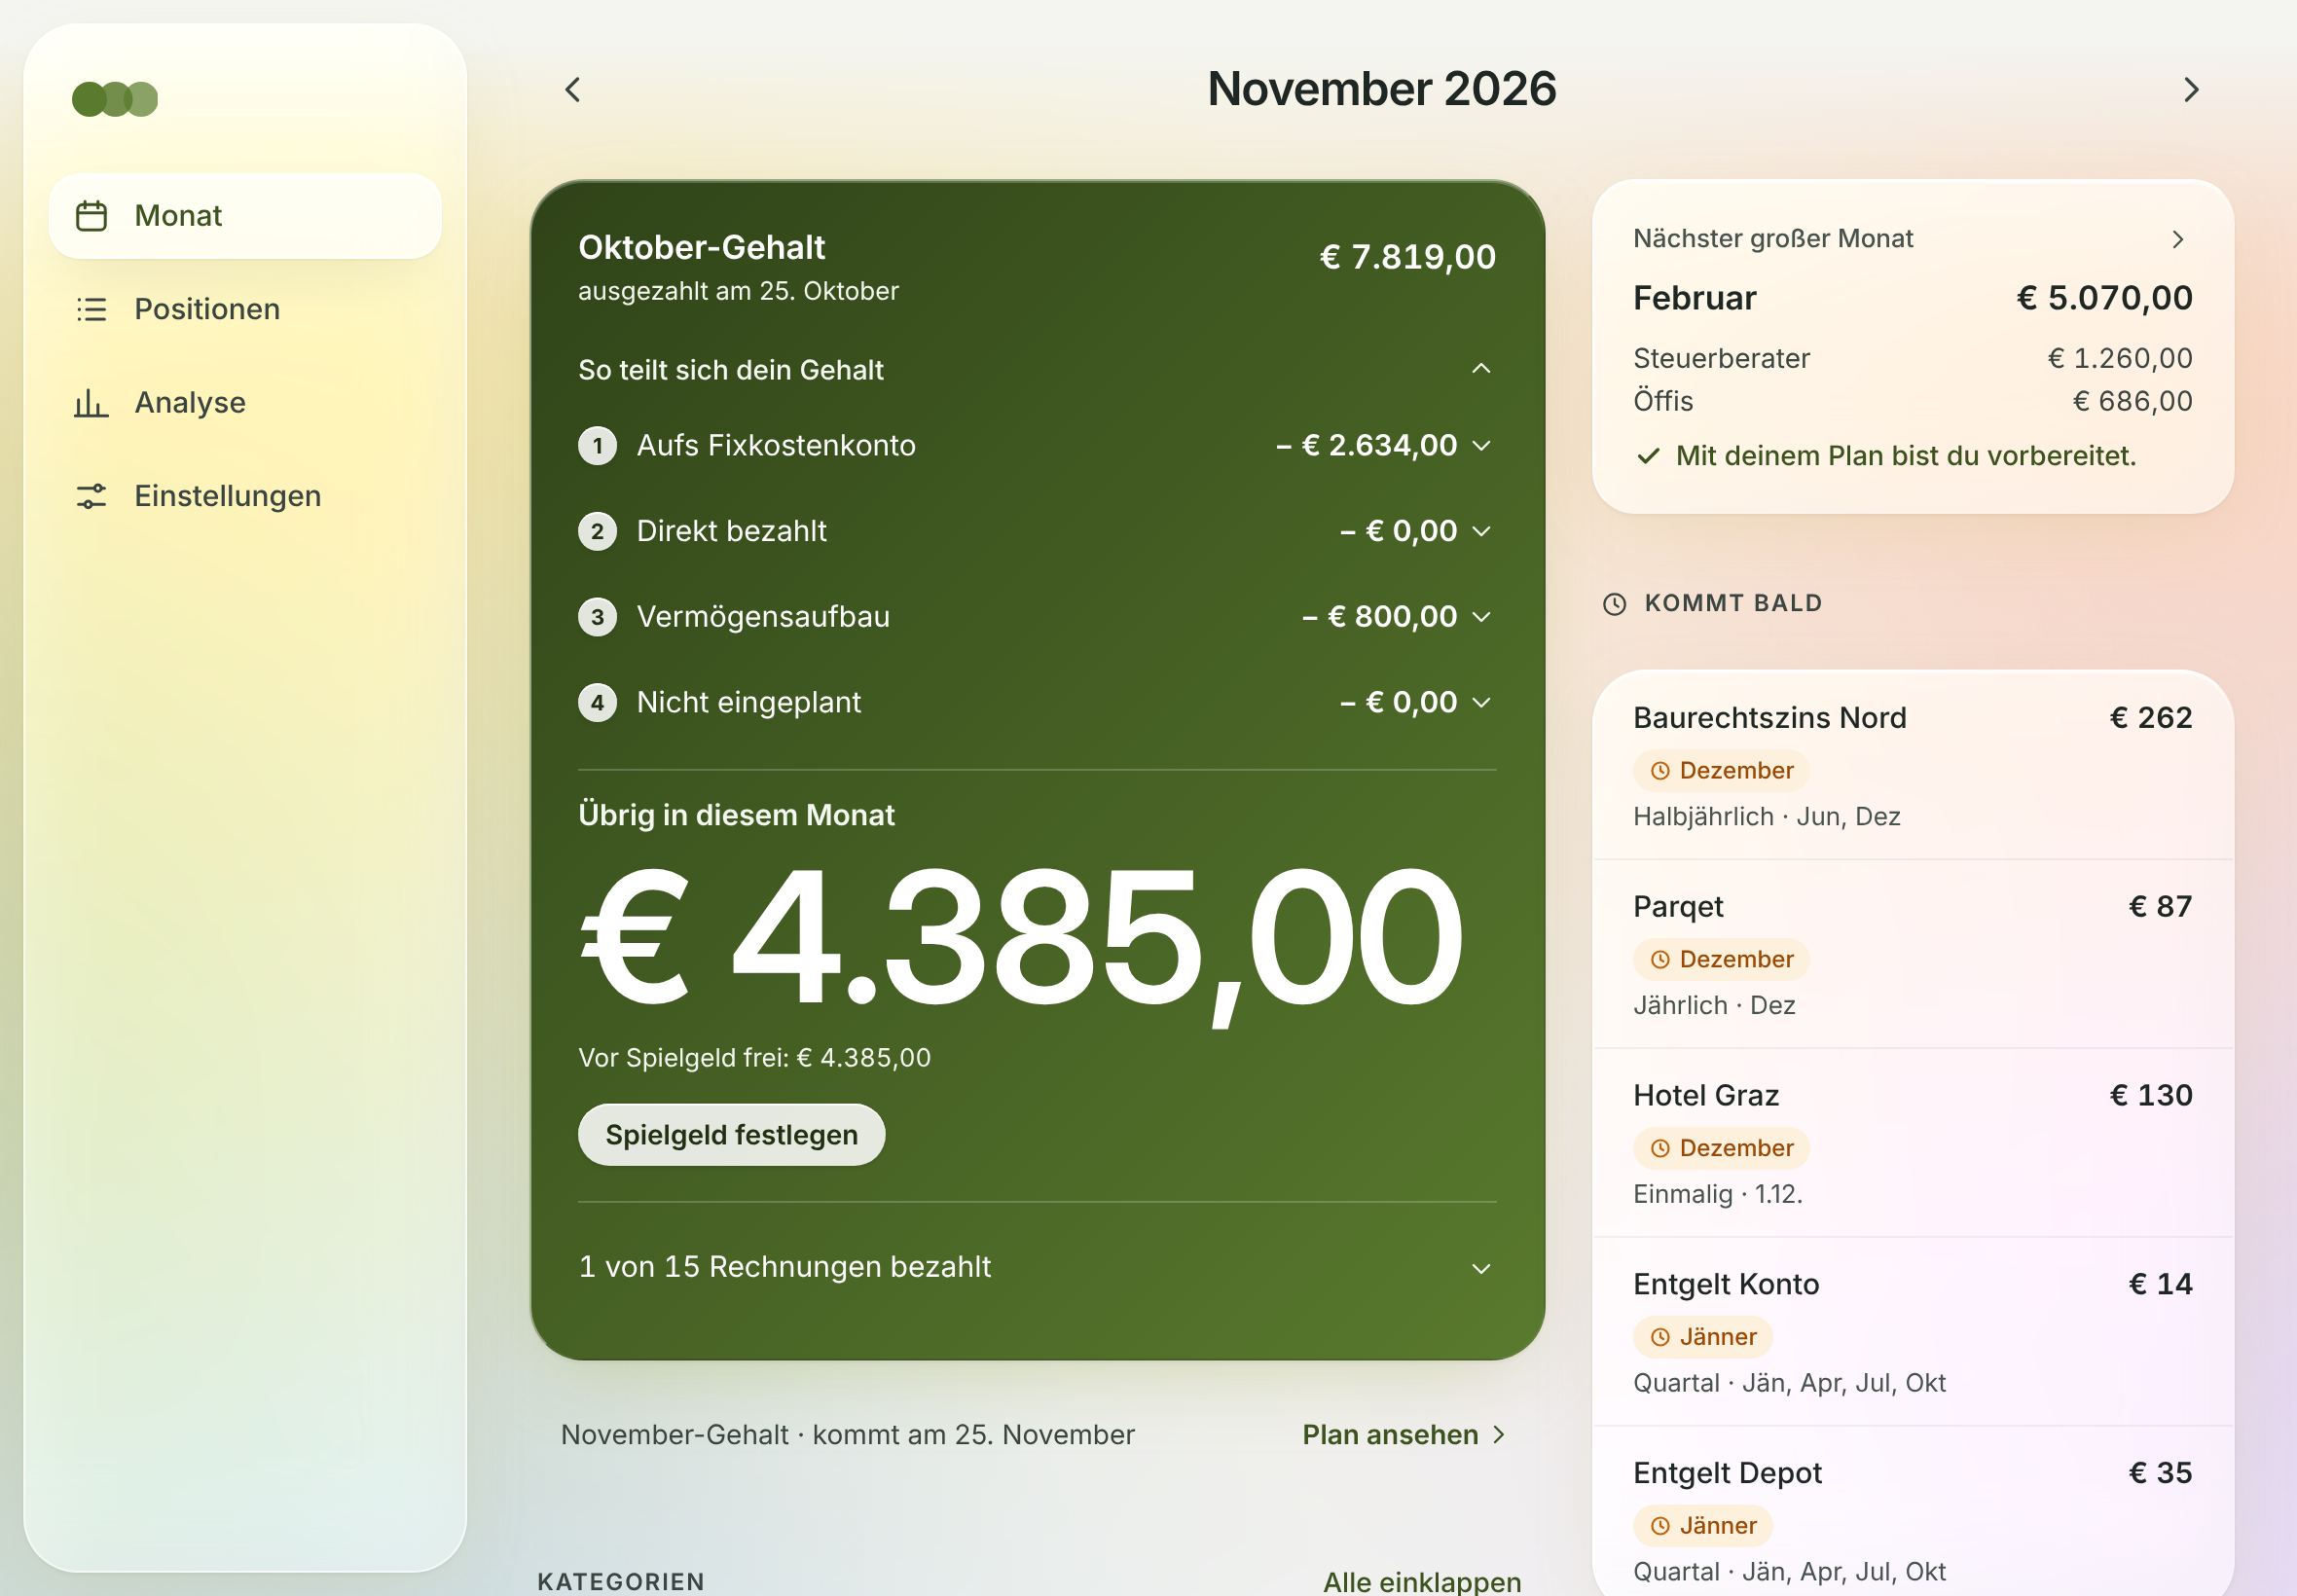 November 2026
Monat
Positionen
Analyse
Einstellungen
Oktober-Gehalt
€ 7.819,00
ausgezahlt am 25. Oktober
So teilt sich dein Gehalt
1 Aufs Fixkostenkonto – € 2.634,00
2 Direkt bezahlt – € 0,00
3 Vermögensaufbau – € 800,00
4 Nicht eingeplant – € 0,00
Übrig in diesem Monat
€ 4.385,00
Vor Spielgeld frei: € 4.385,00
Spielgeld festlegen
1 von 15 Rechnungen bezahlt
November-Gehalt · kommt am 25. November Plan ansehen
KATEGORIEN Alle einklappen
Nächster großer Monat
Februar € 5.070,00
Steuerberater € 1.260,00
Öffis € 686,00
Mit deinem Plan bist du vorbereitet.
KOMMT BALD
Baurechtszins Nord € 262
Dezember
Halbjährlich · Jun, Dez
Parqet € 87
Dezember
Jährlich · Dez
Hotel Graz € 130
Dezember
Einmalig · 1.12.
Entgelt Konto € 14
Jänner
Quartal · Jän, Apr, Jul, Okt
Entgelt Depot € 35
Jänner
Quartal · Jän, Apr, Jul, Okt